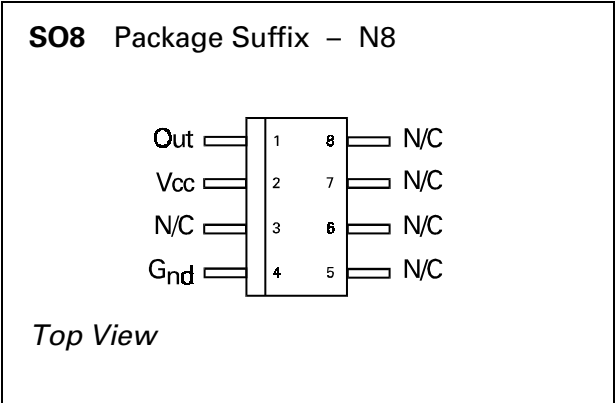 SO8 Package Suffix – N8
Out 1 8 N/C
Vcc 2 7 N/C
N/C 3 6 N/C
Gnd 4 5 N/C
Top View